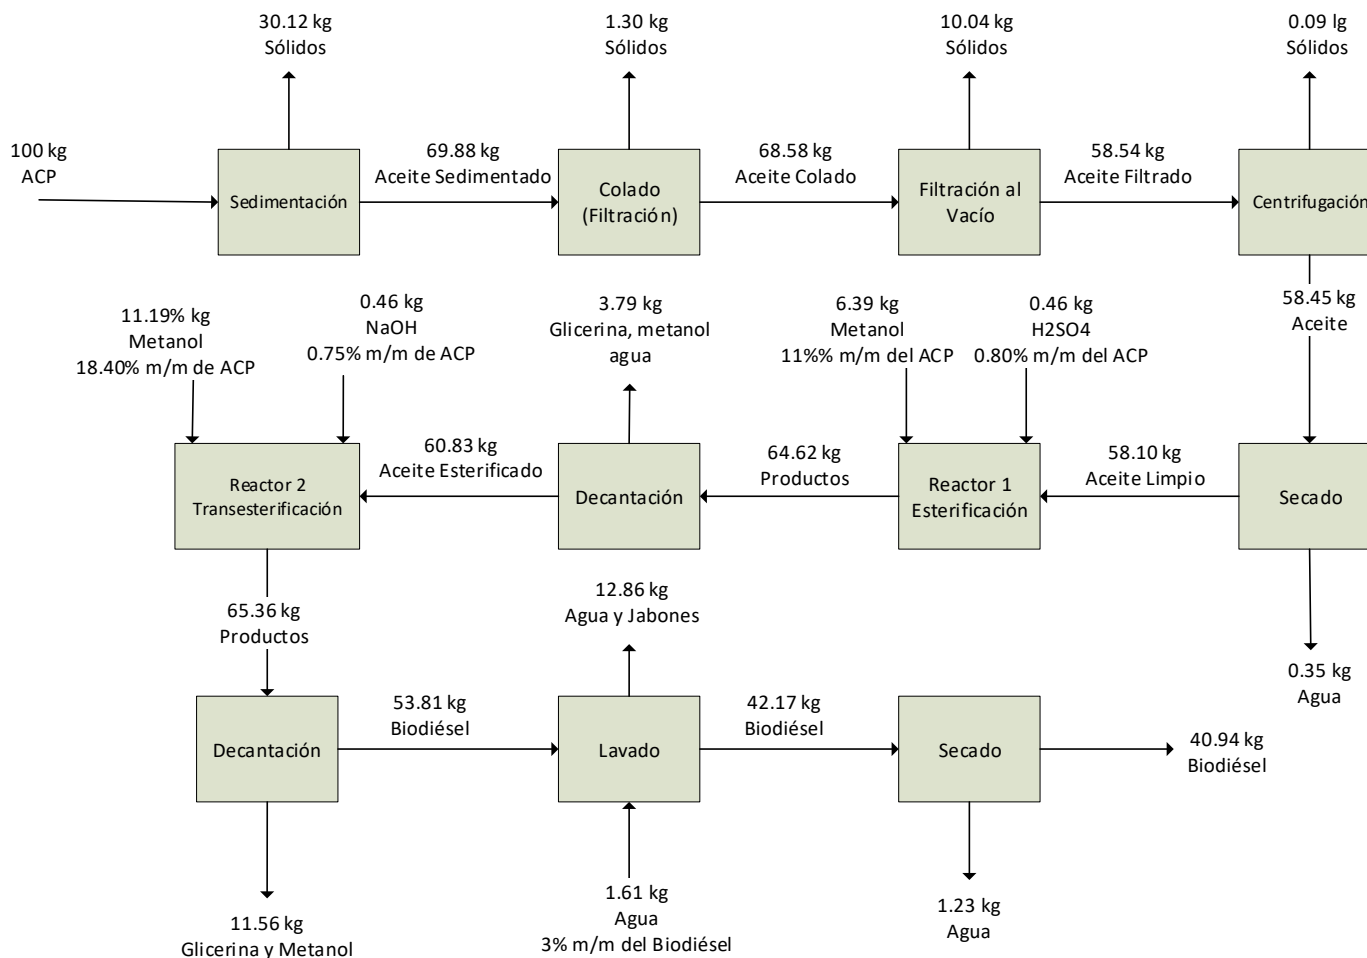 30.12 kg
Sólidos
1.30 kg
Sólidos
10.04 kg
Sólidos
0.09 lg
Sólidos
100 kg
ACP
Sedimentación
69.88 kg
Aceite Sedimentado
Colado
(Filtración)
68.58 kg
Aceite Colado
Filtración al
Vacío
58.54 kg
Aceite Filtrado
Centrifugación
11.19% kg
Metanol
18.40% m/m de ACP
0.46 kg
NaOH
0.75% m/m de ACP
3.79 kg
Glicerina, metanol
agua
6.39 kg
Metanol
11%% m/m del ACP
0.46 kg
H2SO4
0.80% m/m del ACP
58.45 kg
Aceite
Reactor 2
Transesterificación
60.83 kg
Aceite Esterificado
Decantación
64.62 kg
Productos
Reactor 1
Esterificación
58.10 kg
Aceite Limpio
Secado
65.36 kg
Productos
12.86 kg
Agua y Jabones
0.35 kg
Agua
Decantación
53.81 kg
Biodiésel
Lavado
42.17 kg
Biodiésel
Secado
40.94 kg
Biodiésel
11.56 kg
Glicerina y Metanol
1.61 kg
Agua
3% m/m del Biodiésel
1.23 kg
Agua